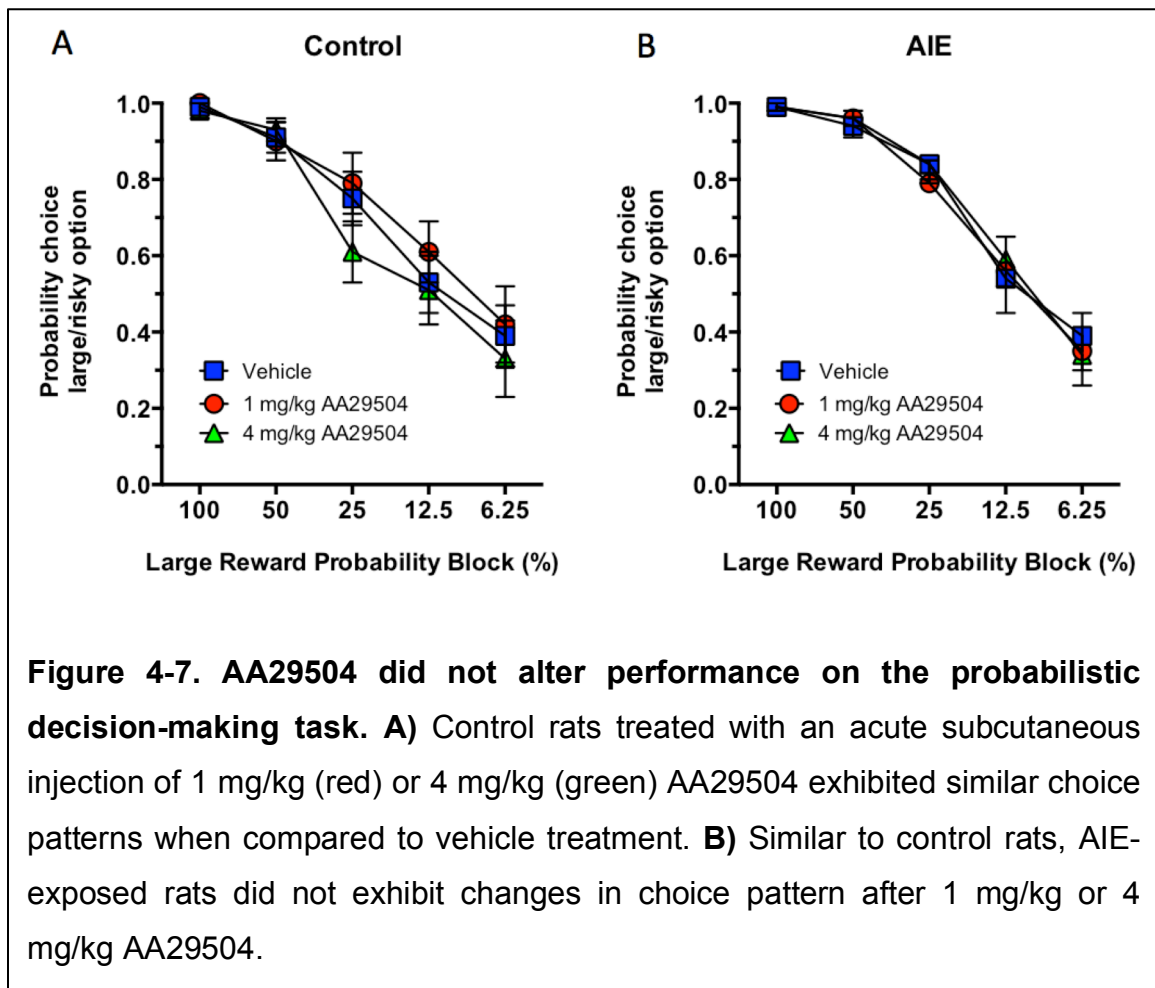 A
Control
Probability choice
large/risky option
1.0
0.8
0.6
0.4
0.2
0.0
Vehicle
1 mg/kg AA29504
4 mg/kg AA29504
100 50 25 12.5 6.25
Large Reward Probability Block (%)
B
AIE
Probability choice
large/risky option
1.0
0.8
0.6
0.4
0.2
0.0
Vehicle
1 mg/kg AA29504
4 mg/kg AA29504
100 50 25 12.5 6.25
Large Reward Probability Block (%)
Figure 4-7. AA29504 did not alter performance on the probabilistic
decision-making task. A) Control rats treated with an acute subcutaneous
injection of 1 mg/kg (red) or 4 mg/kg (green) AA29504 exhibited similar choice
patterns when compared to vehicle treatment. B) Similar to control rats, AIE-
exposed rats did not exhibit changes in choice pattern after 1 mg/kg or 4
mg/kg AA29504.